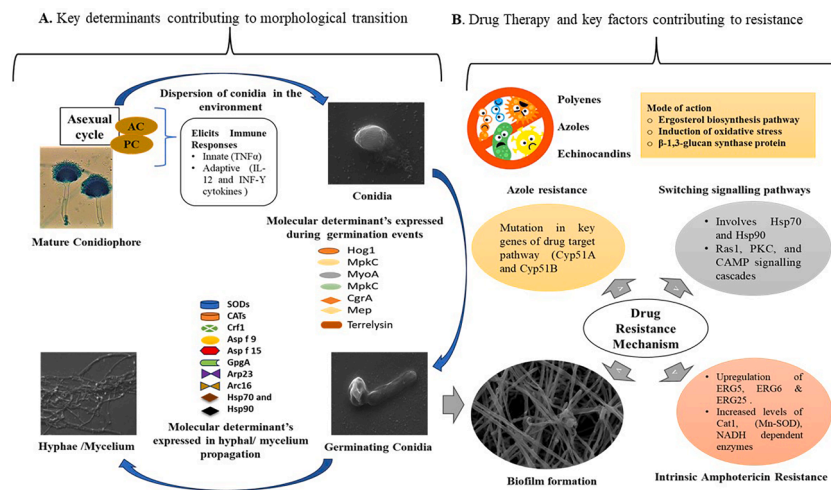 A. Key determinants contributing to morphological transition
Dispersion of conidia in the
environment
Asexual
cycle
AC
PC
Elicits Immune
Responses
• Innate (TNFα)
• Adaptive (IL-
12 and INF-Y
cytokines )
Mature Conidiophore
Conidia
Molecular determinant's expressed
during germination events
Hog1
MpkC
MyoA
MpkC
CgrA
Mep
Terrelysin
SODs
CATs
Crf1
Asp f 9
Asp f 15
GpgA
Arp23
Arc16
Hsp70 and
Hsp90
Molecular determinant's
expressed in hyphal/ mycelium
propagation
Hyphae /Mycelium
Germinating Conidia
B. Drug Therapy and key factors contributing to resistance
Polyenes
Azoles
Echinocandins
Mode of action
o Ergosterol biosynthesis pathway
o Induction of oxidative stress
o β-1,3-glucan synthase protein
Azole resistance
Switching signalling pathways
Mutation in key
genes of drug target
pathway (Cyp51A
and Cyp51B
• Involves Hsp70
and Hsp90
• Ras1, PKC, and
CAMP signalling
cascades
Drug
Resistance
Mechanism
• Upregulation of
ERG5, ERG6 &
ERG25 .
• Increased levels of
Cat1, (Mn-SOD),
NADH dependent
enzymes
Biofilm formation
Intrinsic Amphotericin Resistance